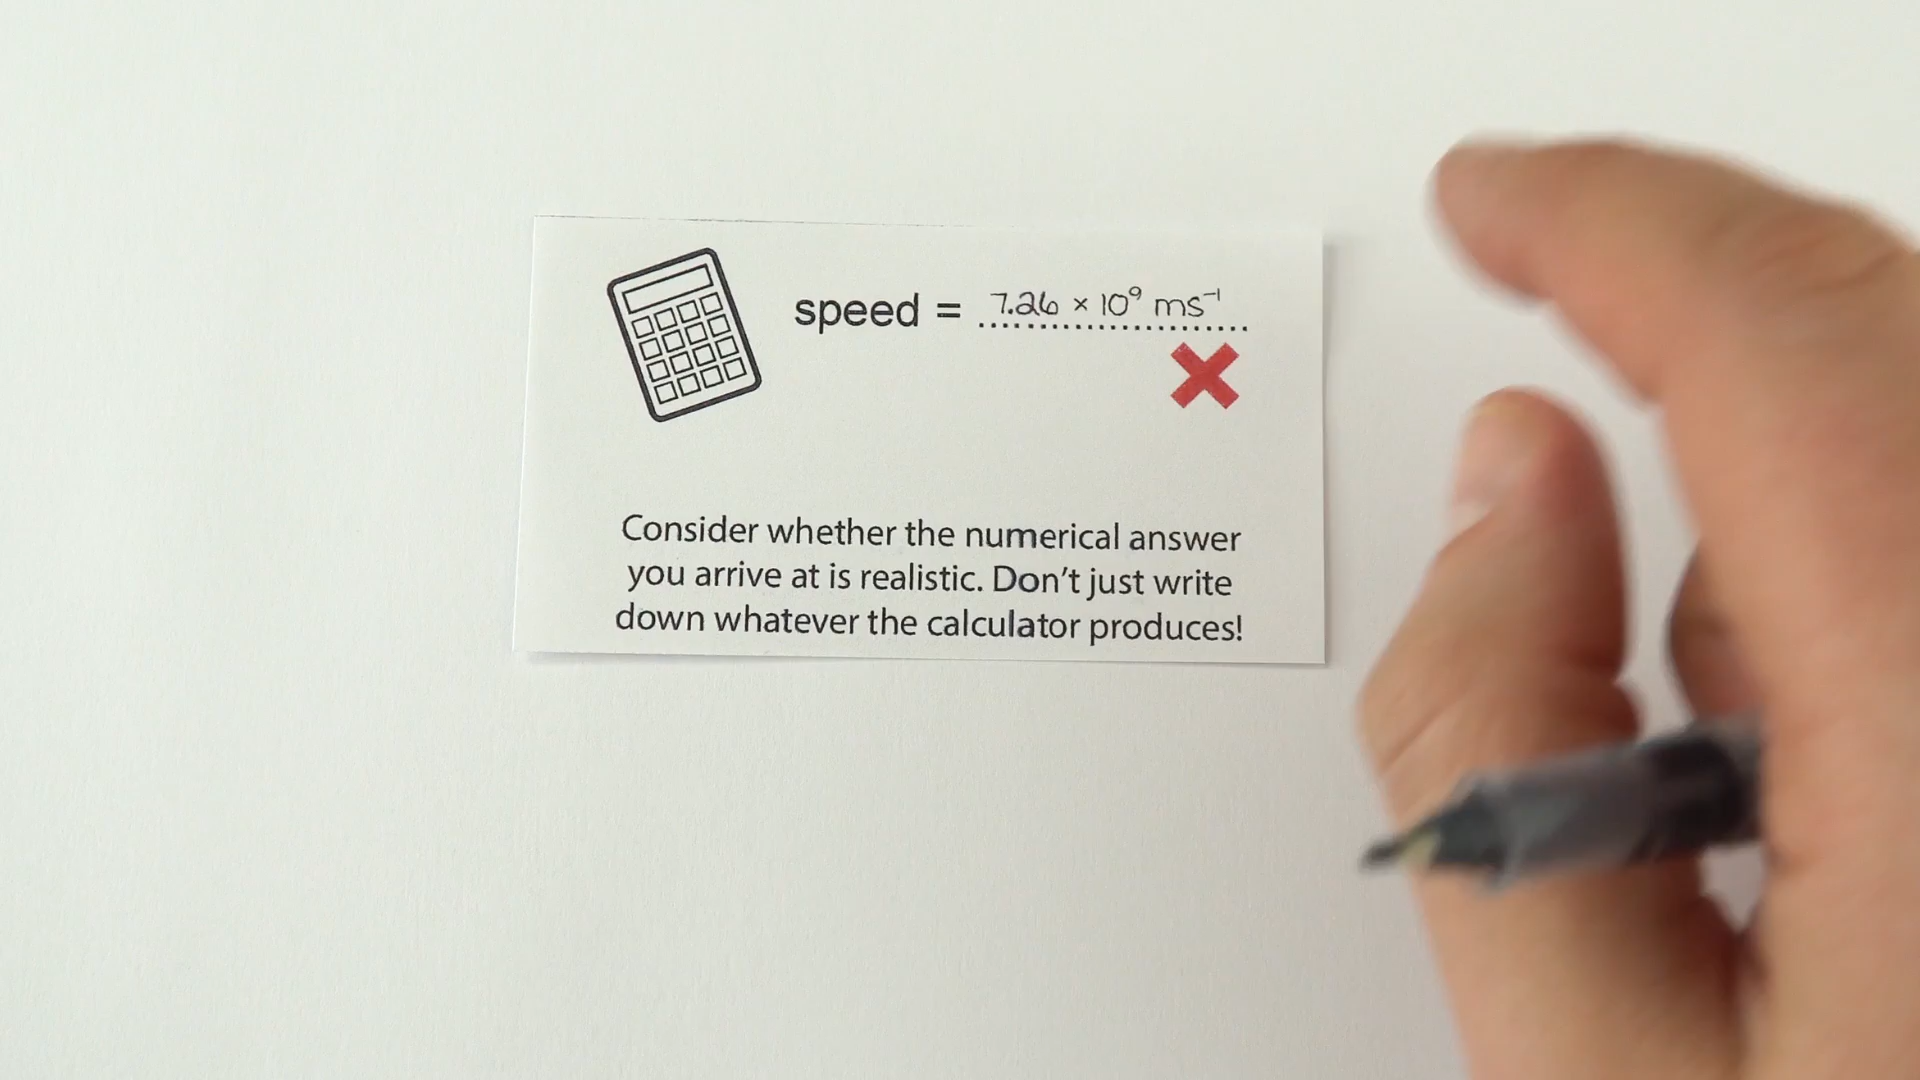 speed = 7.26 × 10⁹ ms⁻¹
Consider whether the numerical answer
you arrive at is realistic. Don't just write
down whatever the calculator produces!